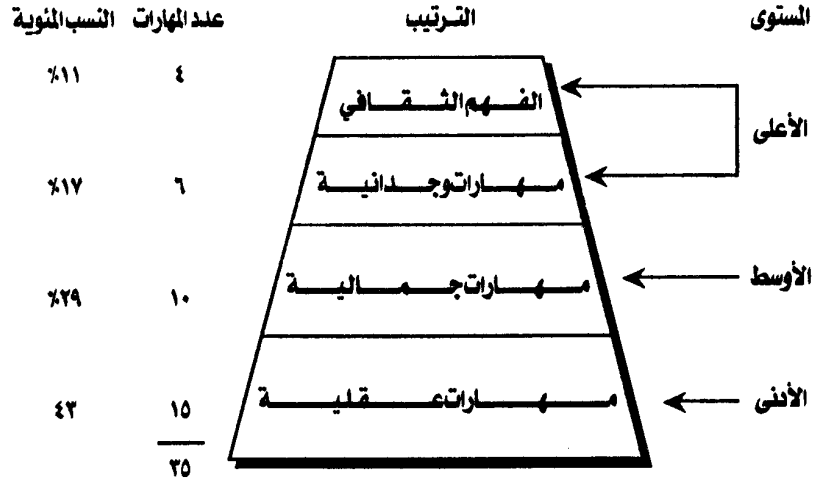 المستوى الترتيب عدد المهارات النسب المئوية
الفهم الثقافي ٤ ١١٪
الأعلى
مهارات وجدانية ٦ ١٧٪
الأوسط مهارات جمالية ١٠ ٢٩٪
الأدنى مهارات عقلية ١٥ ٤٣
٣٥